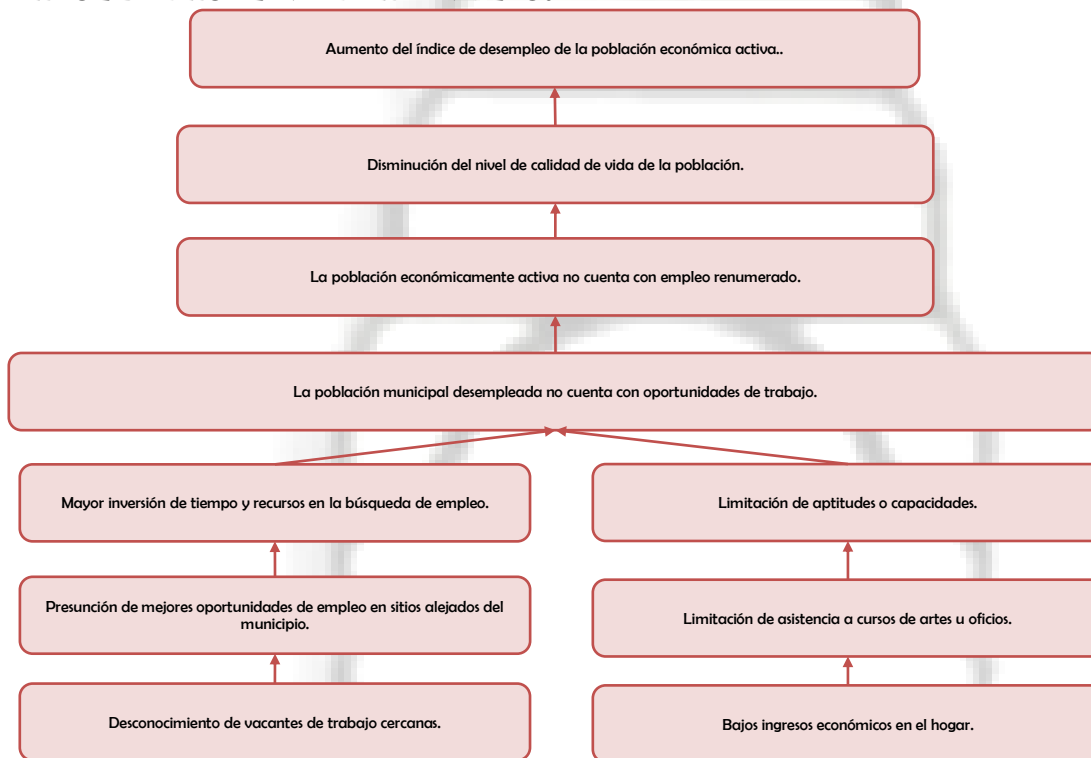 Aumento del índice de desempleo de la población económica activa..
Disminución del nivel de calidad de vida de la población.
La población económicamente activa no cuenta con empleo renumerado.
La población municipal desempleada no cuenta con oportunidades de trabajo.
Mayor inversión de tiempo y recursos en la búsqueda de empleo.
Limitación de aptitudes o capacidades.
Presunción de mejores oportunidades de empleo en sitios alejados del
municipio.
Limitación de asistencia a cursos de artes u oficios.
Desconocimiento de vacantes de trabajo cercanas.
Bajos ingresos económicos en el hogar.